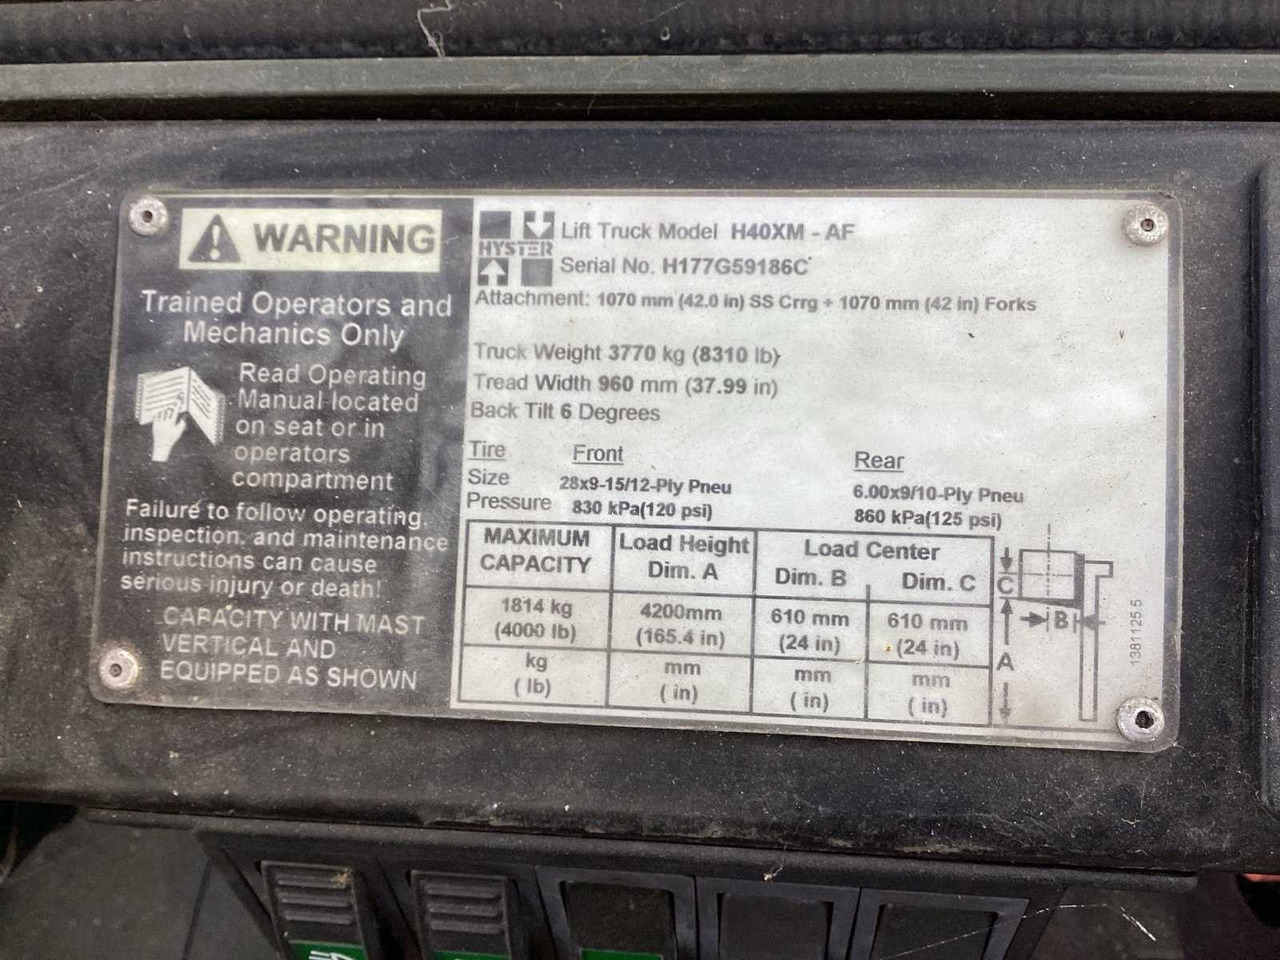 WARNING
Trained Operators and
Mechanics Only
Read Operating
Manual located
on seat or in
operators
compartment
Failure to follow operating,
inspection, and maintenance
instructions can cause
serious injury or death!
CAPACITY WITH MAST
VERTICAL AND
EQUIPPED AS SHOWN
HYSTER
Lift Truck Model H40XM - AF
Serial No. H177G59186C
Attachment: 1070 mm (42.0 in) SS Crrg + 1070 mm (42 in) Forks
Truck Weight 3770 kg (8310 lb)
Tread Width 960 mm (37.99 in)
Back Tilt 6 Degrees
Tire Front Rear
Size 28x9-15/12-Ply Pneu 6.00x9/10-Ply Pneu
Pressure 830 kPa(120 psi) 860 kPa(125 psi)
MAXIMUM CAPACITY Load Height Dim. A Load Center
Dim. B Dim. C
1814 kg 4200mm 610 mm 610 mm
(4000 lb) (165.4 in) (24 in) (24 in)
kg mm mm mm
( lb) ( in) ( in) ( in)
C
B
A
1381125.5